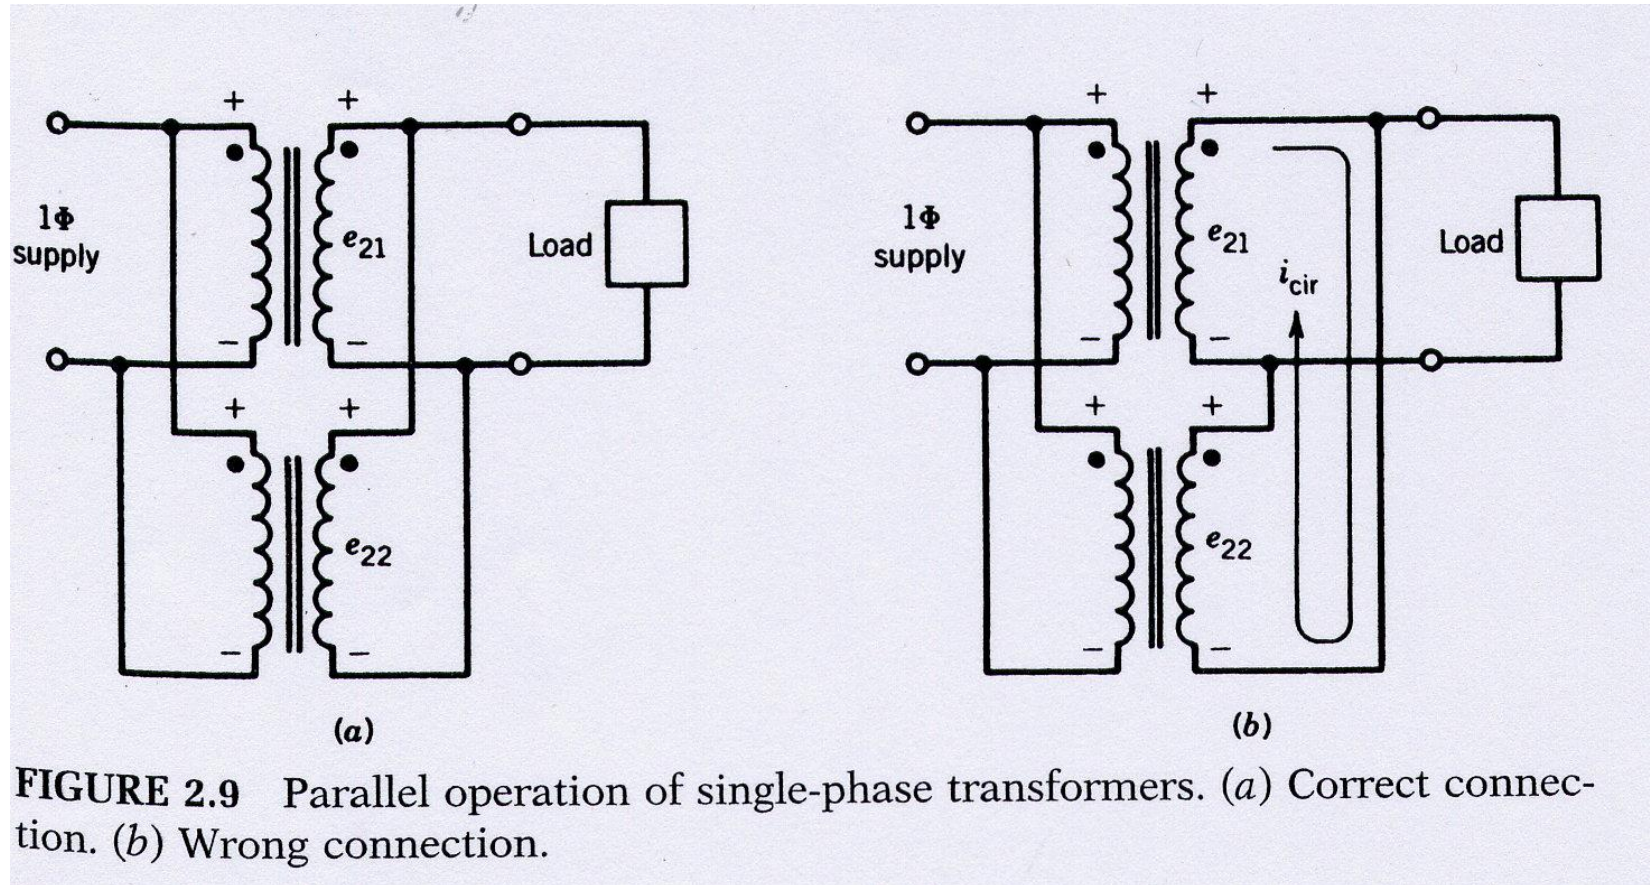 + +
1Φ
supply
e21
Load
− −
+ +
e22
− −
(a)
+ +
1Φ
supply
e21
icir
Load
− −
+ +
e22
− −
(b)
FIGURE 2.9 Parallel operation of single-phase transformers. (a) Correct connec-
tion. (b) Wrong connection.